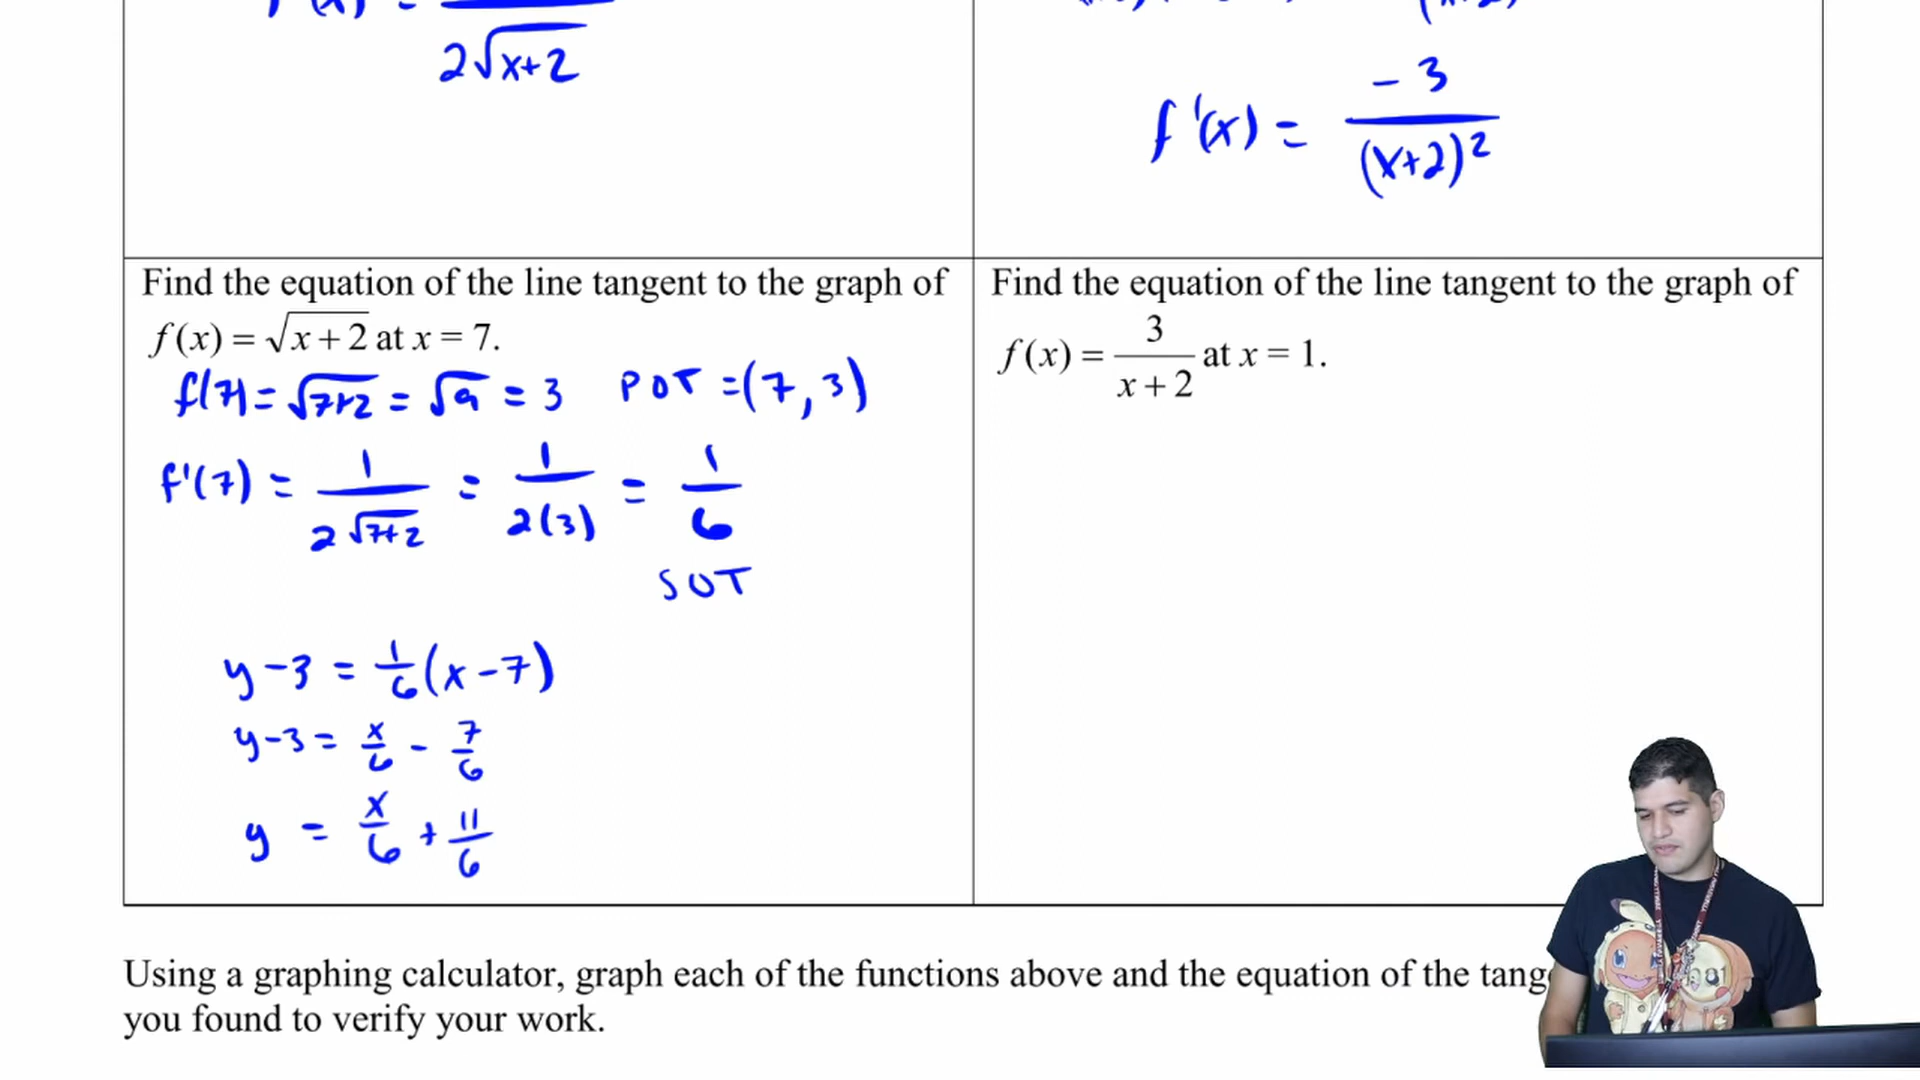 2√x+2
- 3
f'(x) = ─────
(x+2)²
Find the equation of the line tangent to the graph of
f(x) = √x + 2 at x = 7.
f(7) = √7+2 = √9 = 3 POT = (7, 3)
f'(7) = 1/2√7+2 = 1/2(3) = 1/6
SOT
y-3 = 1/6(x-7)
y-3 = x/6 - 7/6
y = x/6 + 11/6
Find the equation of the line tangent to the graph of
f(x) = 3/x + 2 at x = 1.
Using a graphing calculator, graph each of the functions above and the equation of the tang
you found to verify your work.